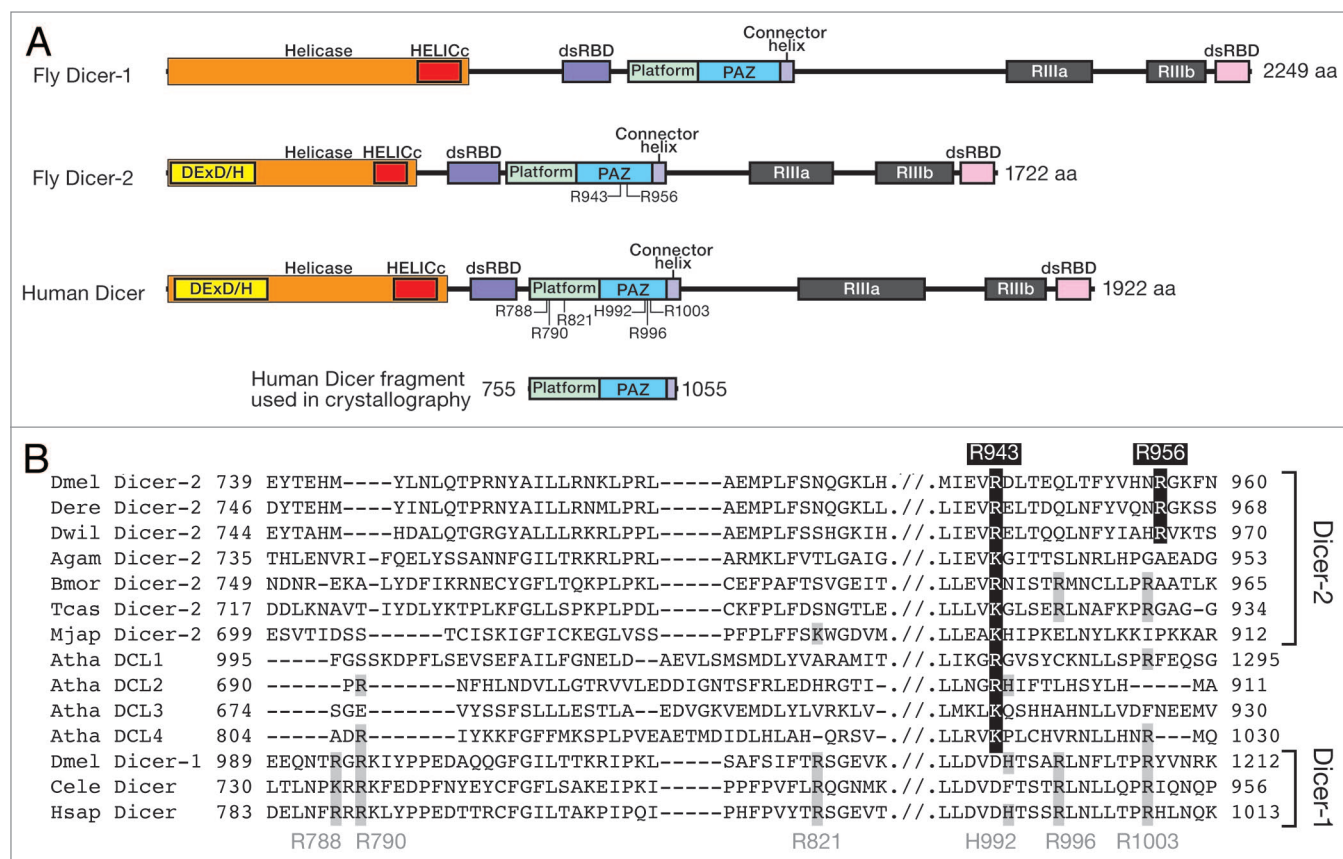 A
Fly Dicer-1
Helicase
HELICc
dsRBD
Platform
PAZ
Connector
helix
RIIIa
RIIIb
dsRBD
2249 aa
Fly Dicer-2
DExD/H
Helicase
HELICc
dsRBD
Platform
PAZ
Connector
helix
R943
R956
RIIIa
RIIIb
dsRBD
1722 aa
Human Dicer
DExD/H
Helicase
HELICc
dsRBD
Platform
PAZ
Connector
helix
R788
R790
R821
H992
R996
R1003
RIIIa
RIIIb
dsRBD
1922 aa
Human Dicer fragment
used in crystallography
755
Platform
PAZ
1055
B
R943 R956
Dmel Dicer-2 739 EYTEHM----YLNLQTPRNYAILLRNKLPRL-----AEMPLFSNQGKLH.//.MIEVRDLTEQLTFYVHNRGKFN 960
Dere Dicer-2 746 DYTEHM----YINLQTPRNYAILLRNMLPRL-----AEMPLFSNQGKLL.//.LIEVRELTDQLNFYVQNRGKSS 968
Dwil Dicer-2 744 EYTAHM----HDALQTGRGYALLLRKRLPPL-----AEMPLFSSHGKIH.//.LIEVRELTQQLNFYIAHRVKTS 970
Agam Dicer-2 735 THLENVRI-FQELYSSANNFGILTRKRLPRL-----ARMKLFVTLGAIG.//.LIEVKGITTSLNRLHPGAEADG 953
Bmor Dicer-2 749 NDNR-EKA-LYDFIKRNECYGFLTQKPLPKL-----CEFPAFTSVGEIT.//.LLEVRNISTRMNCLLPRAATLK 965
Tcas Dicer-2 717 DDLKNAVT-IYDLYKTPLKFGLLSPKPLPDL-----CKFPLFDSNGTLE.//.LLVKGLSERLNAFKPRGAG-G 934
Mjap Dicer-2 699 ESVTIDSS----TCISKIGFICKEGLVSS-----PFPLFFSKWGDVM.//.LLEAKHIPKELNYLKKIPKKAR 912
Atha DCL1 995 -----FGSSKDPFLSEVSEFAILFGNELD--AEVLSMSMDLYVARAMIT.//.LIKGRGVSYCKNLLSPRFEQSG 1295
Atha DCL2 690 ------PR-------NFHLNDVLLGTRVVLEDDIGNTSFRLEDHRGTI-.//.LLNGRHIFTLHSYLH-----MA 911
Atha DCL3 674 -----SGE-------VYSSFSLLLESTLA--EDVGKVEMDLYLVRKLV-.//.LMKLKQSHHAHNLLVDFNEEMV 930
Atha DCL4 804 -----ADR-------IYKKFGFFMKSPLPVEAETMDIDLHLAH-QRSV-.//.LLRVKPLCHVRNLLHNR---MQ 1030
Dmel Dicer-1 989 EEQNTRGRKIYPPEDAQQGFGILTTKRIPKL-----SAFSIFTRSGEVK.//.LLDVDHTSARLNFLTPRYVNRK 1212
Cele Dicer 730 LTLNPKRRKFEDPFNYEYCFGFLSAKEIPKI-----PPFPVFLRQGNMK.//.LLDVDFTSTRLNLLQPRIQNQP 956
Hsap Dicer 783 DELNFRRRKLYPPEDTTRCFGILTAKPIPQI-----PHFPVYTRSGEVT.//.LLDVDHTSSRLNLLTPRHLNQK 1013
R788 R790 R821 H992 R996 R1003
Dicer-2
Dicer-1